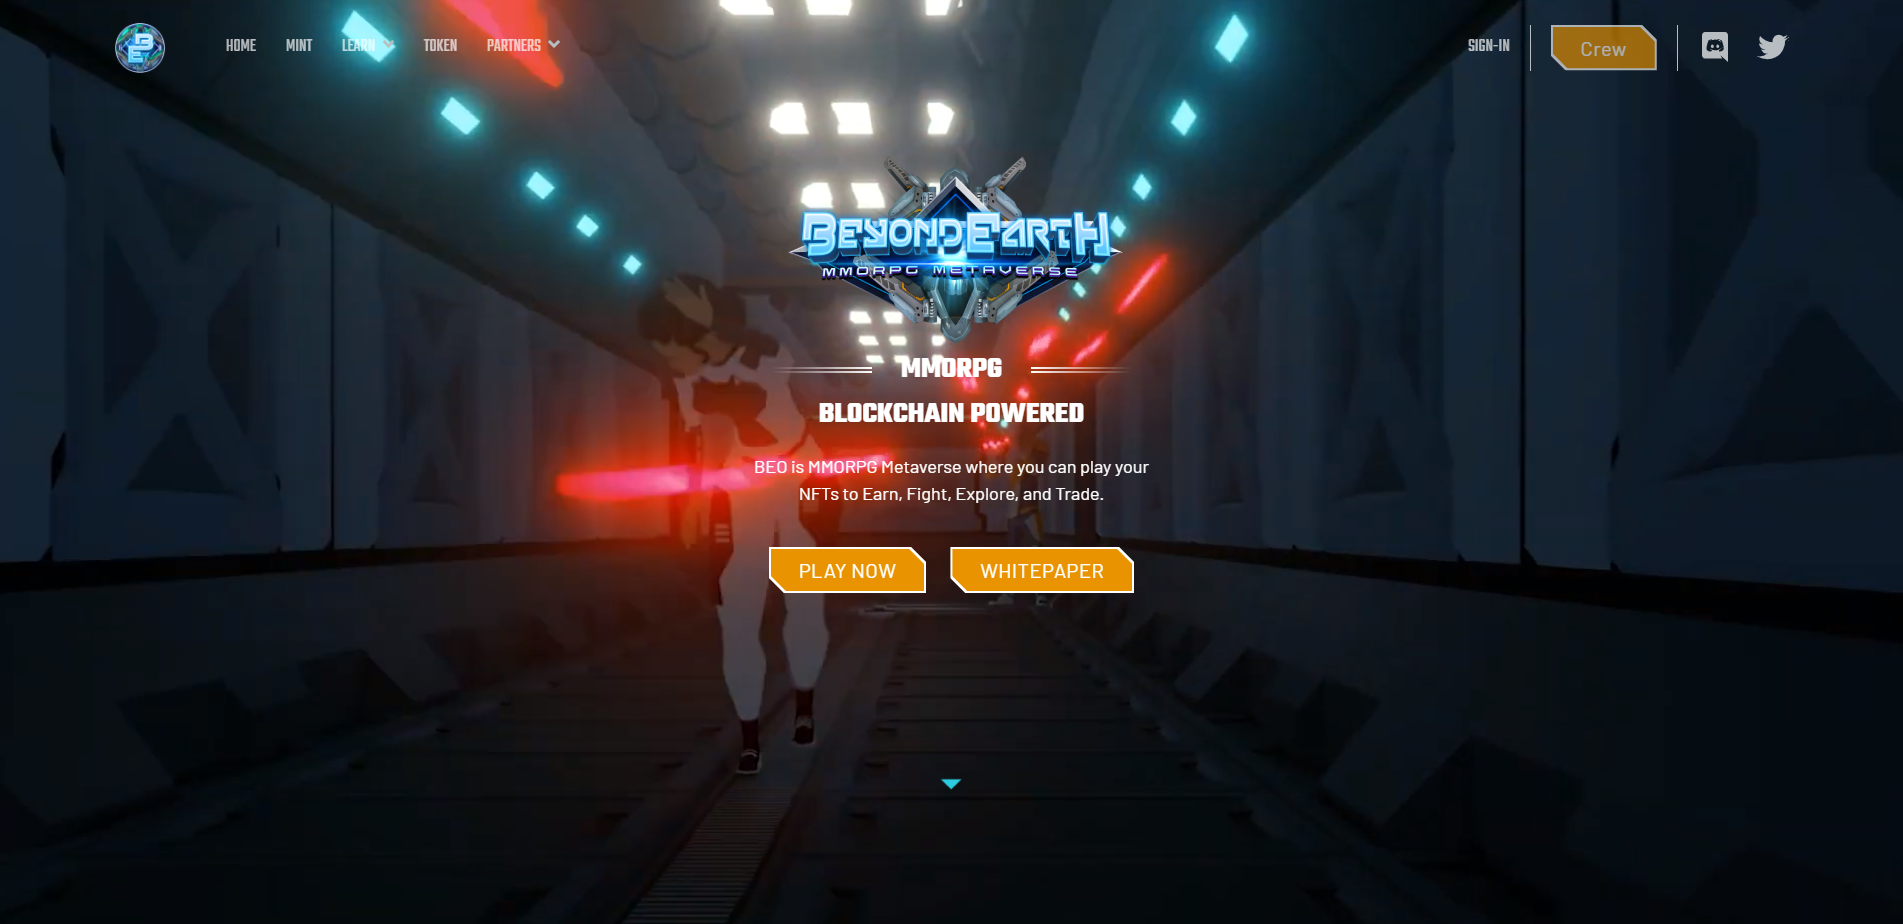 BE
HOME MINT LEARN TOKEN PARTNERS SIGN-IN Crew
BEYOND EARTH
MMORPG METAVERSE
MMORPG
BLOCKCHAIN POWERED
BEO is MMORPG Metaverse where you can play your
NFTs to Earn, Fight, Explore, and Trade.
PLAY NOW WHITEPAPER